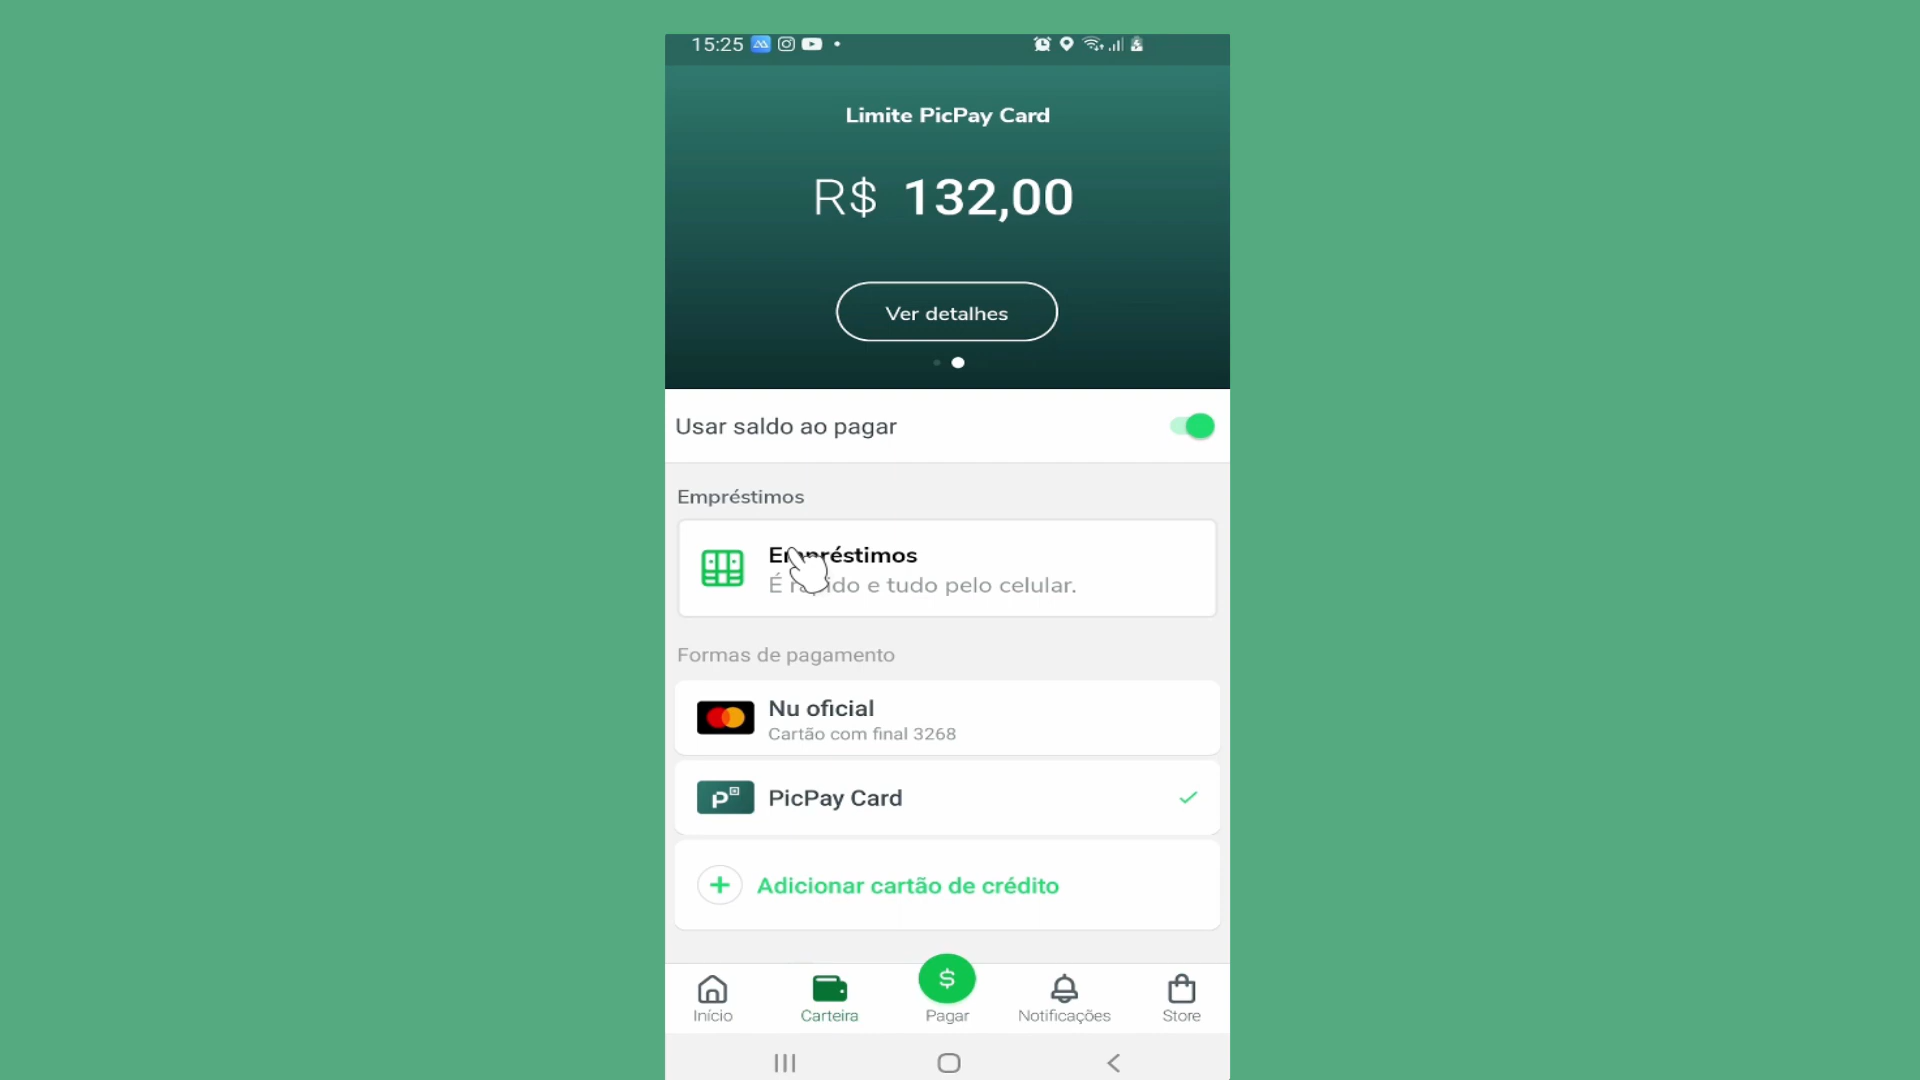 15:25
Limite PicPay Card
R$ 132,00
Ver detalhes
Usar saldo ao pagar
Empréstimos
Empréstimos
É rápido e tudo pelo celular.
Formas de pagamento
Nu oficial
Cartão com final 3268
PicPay Card
Adicionar cartão de crédito
Início
Carteira
Pagar
Notificações
Store